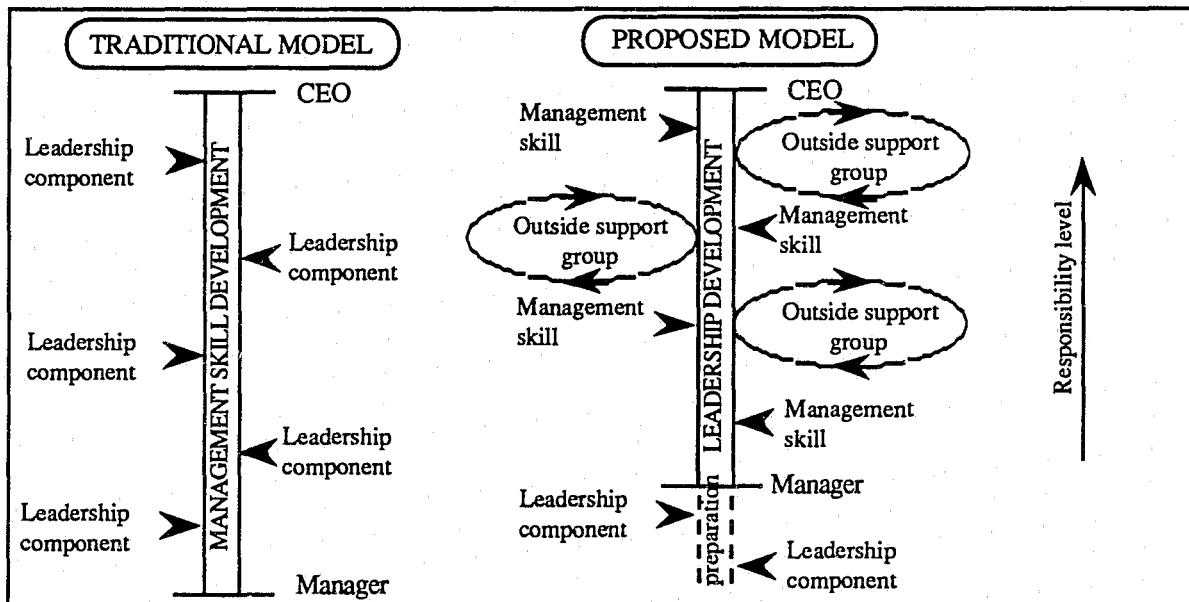 TRADITIONAL MODEL
CEO
Leadership
component
Leadership
component
Leadership
component
Leadership
component
Leadership
component
MANAGEMENT SKILL DEVELOPMENT
Manager
PROPOSED MODEL
CEO
Management
skill
Outside support
group
Outside support
group
Management
skill
Management
skill
Outside support
group
Management
skill
LEADERSHIP DEVELOPMENT
Manager
Leadership
component
preparation
Leadership
component
Responsibility level